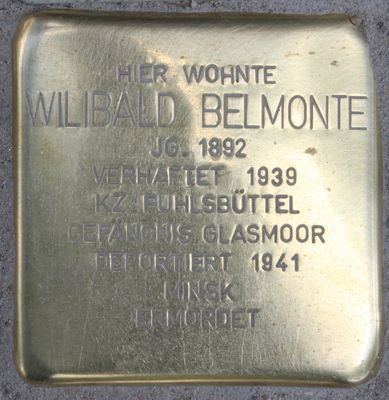 HIER WOHNTE
WILIBALD BELMONTE
JG. 1892
VERHAFTET 1939
KZ FUHLSBÜTTEL
GEFÄNGNIS GLASMOOR
DEPORTIERT 1941
MINSK
ERMORDET